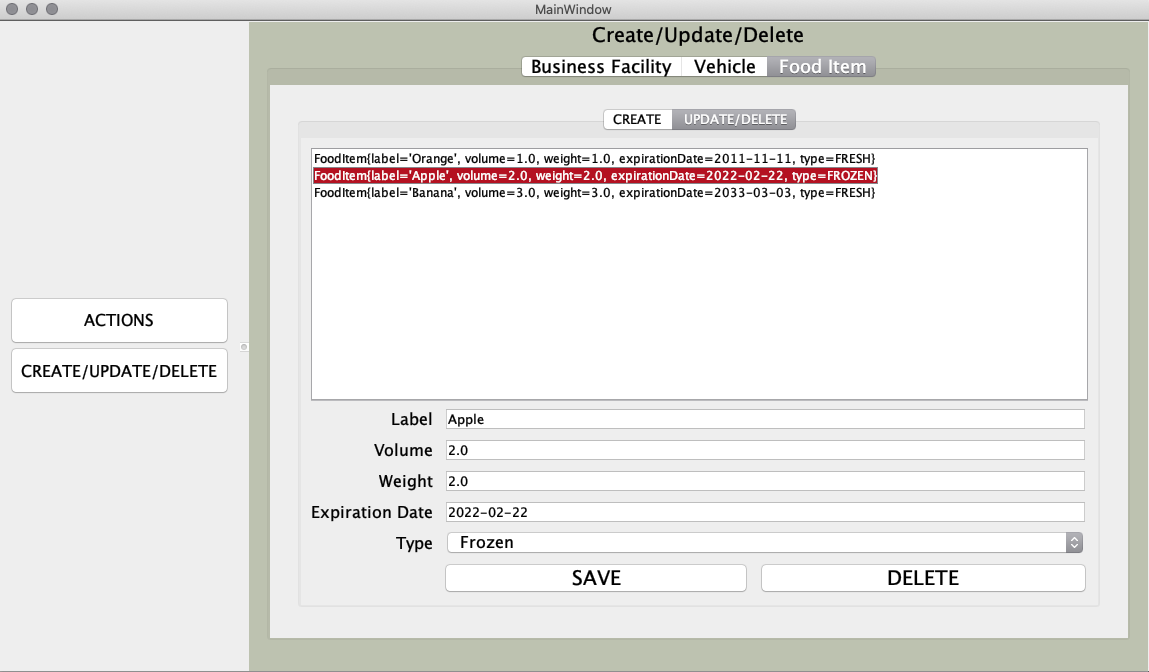 MainWindow
Create/Update/Delete
Business Facility Vehicle Food Item
CREATE UPDATE/DELETE
FoodItem{label='Orange', volume=1.0, weight=1.0, expirationDate=2011-11-11, type=FRESH}
FoodItem{label='Apple', volume=2.0, weight=2.0, expirationDate=2022-02-22, type=FROZEN}
FoodItem{label='Banana', volume=3.0, weight=3.0, expirationDate=2033-03-03, type=FRESH}
ACTIONS
CREATE/UPDATE/DELETE
Label Apple
Volume 2.0
Weight 2.0
Expiration Date 2022-02-22
Type Frozen
SAVE DELETE